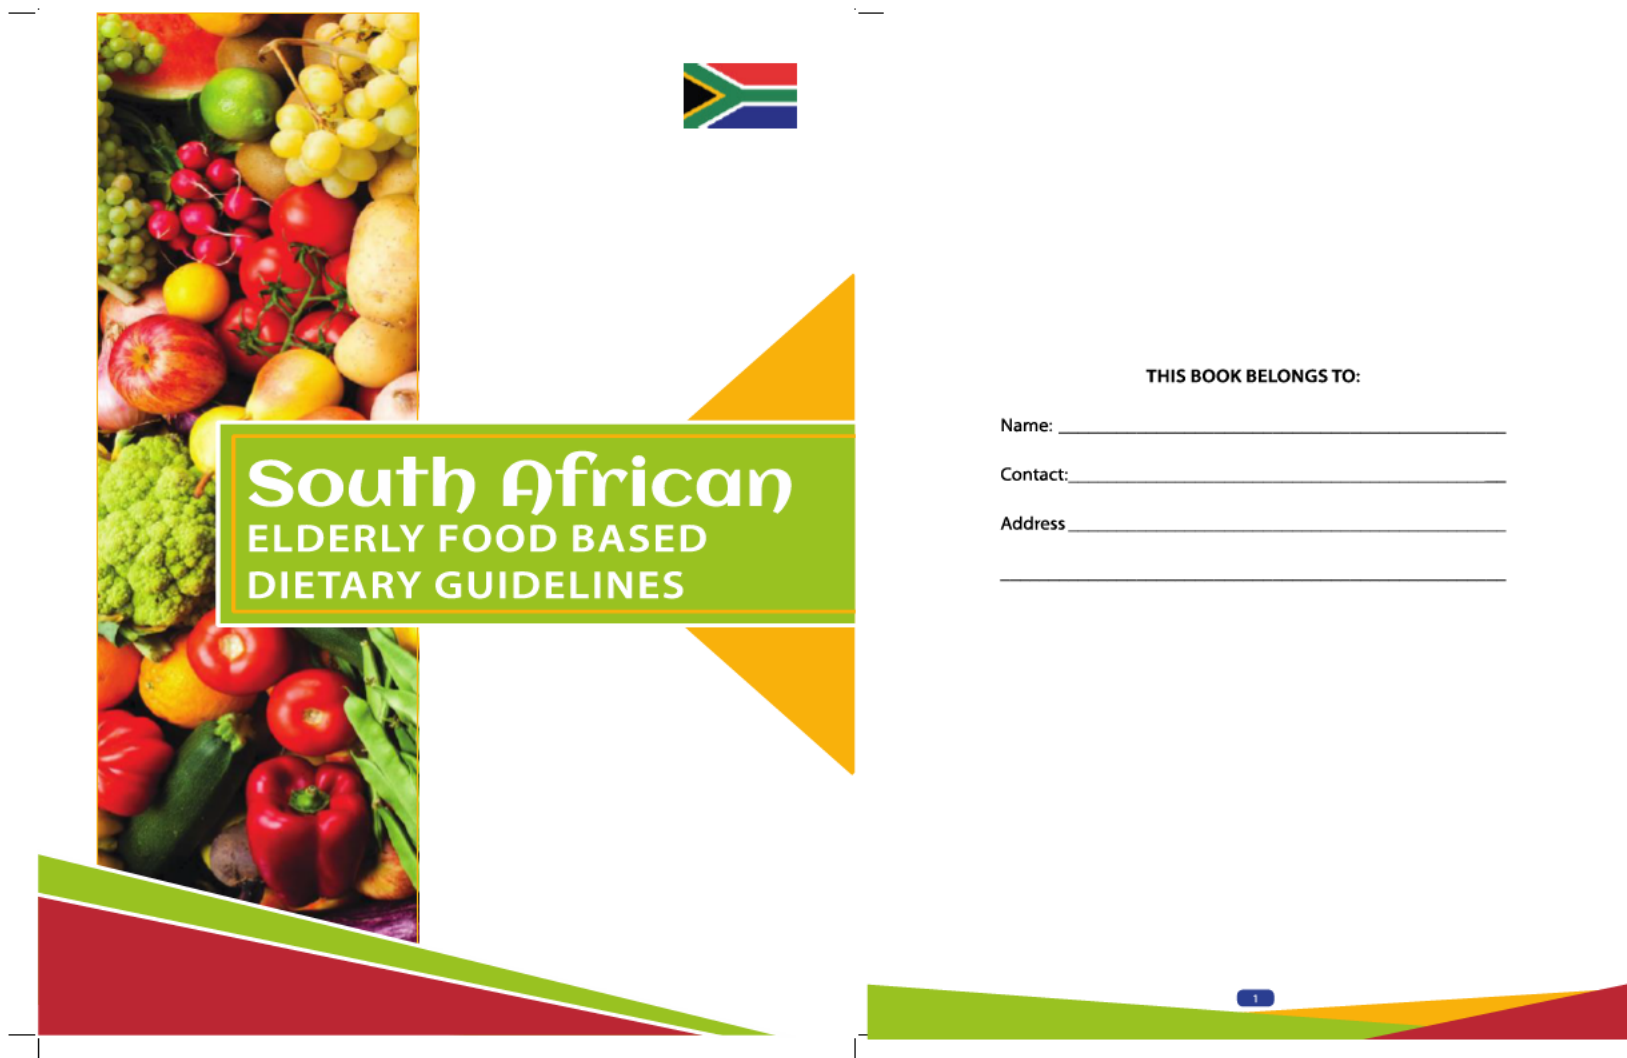 South African
ELDERLY FOOD BASED
DIETARY GUIDELINES
THIS BOOK BELONGS TO:
Name:
Contact:
Address
1